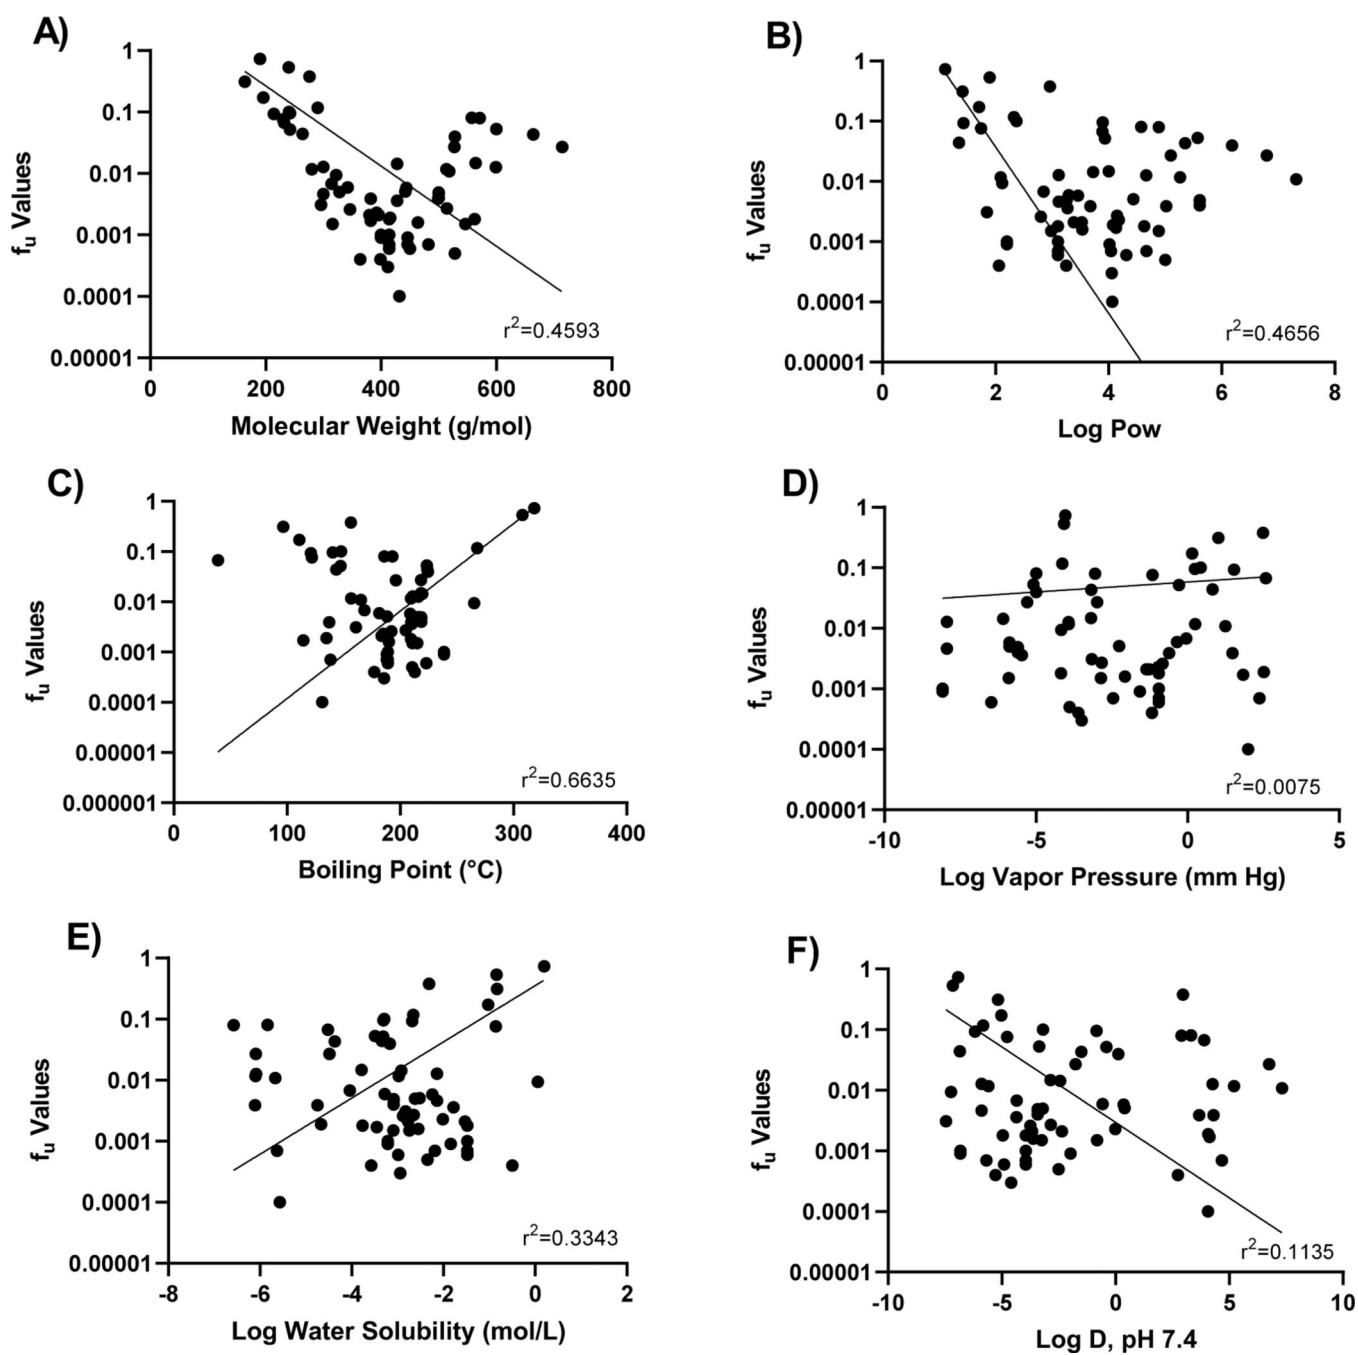 A)
1
0.1
0.01
0.001
0.0001
0.00001
fu Values
r²=0.4593
0 200 400 600 800
Molecular Weight (g/mol)
B)
1
0.1
0.01
0.001
0.0001
0.00001
fu Values
r²=0.4656
0 2 4 6 8
Log Pow
C)
1
0.1
0.01
0.001
0.0001
0.00001
0.000001
fu Values
r²=0.6635
0 100 200 300 400
Boiling Point (°C)
D)
1
0.1
0.01
0.001
0.0001
0.00001
fu Values
r²=0.0075
-10 -5 0 5
Log Vapor Pressure (mm Hg)
E)
1
0.1
0.01
0.001
0.0001
0.00001
fu Values
r²=0.3343
-8 -6 -4 -2 0 2
Log Water Solubility (mol/L)
F)
1
0.1
0.01
0.001
0.0001
0.00001
fu Values
r²=0.1135
-10 -5 0 5 10
Log D, pH 7.4